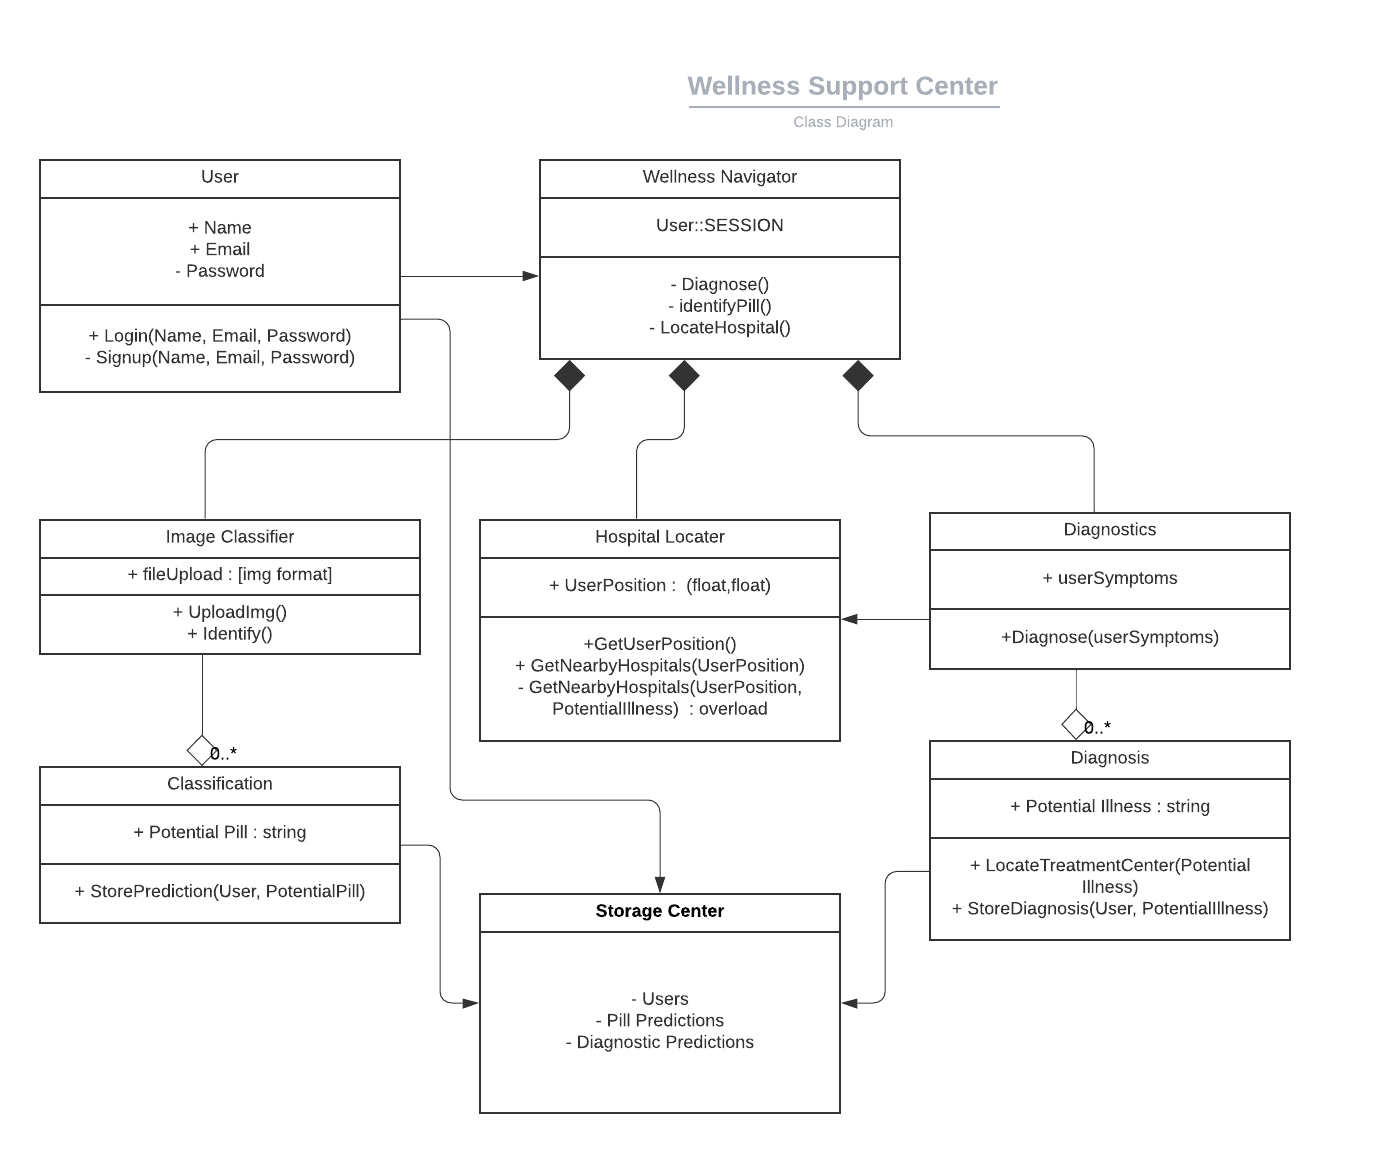 Wellness Support Center
Class Diagram
User
+ Name
+ Email
- Password
+ Login(Name, Email, Password)
- Signup(Name, Email, Password)
Wellness Navigator
User::SESSION
- Diagnose()
- identifyPill()
- LocateHospital()
Image Classifier
+ fileUpload : [img format]
+ UploadImg()
+ Identify()
Hospital Locater
+ UserPosition :  (float,float)
+GetUserPosition()
+ GetNearbyHospitals(UserPosition)
- GetNearbyHospitals(UserPosition,
PotentialIllness)  : overload
Diagnostics
+ userSymptoms
+Diagnose(userSymptoms)
0..*
0..*
Classification
+ Potential Pill : string
+ StorePrediction(User, PotentialPill)
Diagnosis
+ Potential Illness : string
+ LocateTreatmentCenter(Potential
Illness)
+ StoreDiagnosis(User, PotentialIllness)
Storage Center
- Users
- Pill Predictions
- Diagnostic Predictions